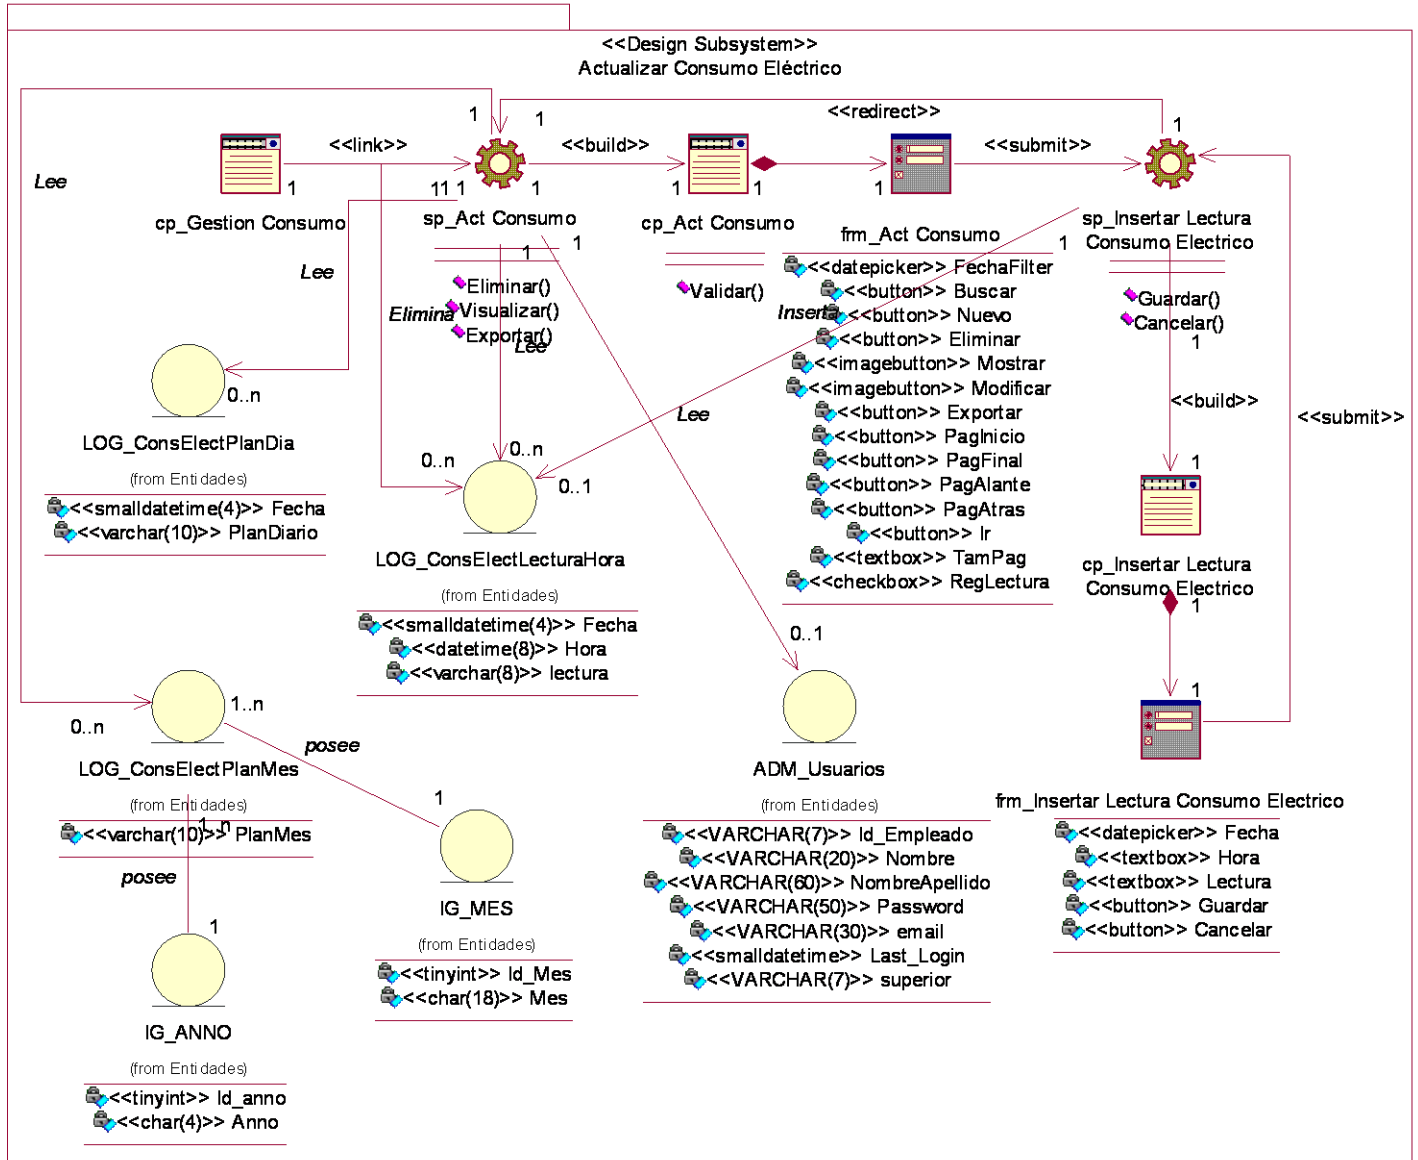 <<Design Subsystem>>
Actualizar Consumo Eléctrico
1
1
<<redirect>>
1
<<link>>
<<build>>
<<submit>>
Lee
1
11 1
1
1
1
1
cp_Gestion Consumo
sp_Act Consumo
cp_Act Consumo
frm_Act Consumo
sp_Insertar Lectura
Consumo Electrico
1
1
1
Lee
Eliminar()
Visualizar()
Exportar()
Validar()
Guardar()
Cancelar()
1
Elimina
Lee
Inserta
<<datepicker>> FechaFilter
<<button>> Buscar
<<button>> Nuevo
<<button>> Eliminar
<<imagebutton>> Mostrar
<<imagebutton>> Modificar
<<button>> Exportar
<<button>> PagInicio
<<button>> PagFinal
<<button>> PagAlante
<<button>> PagAtras
<<button>> Ir
<<textbox>> TamPag
<<checkbox>> RegLectura
0..n
Lee
<<build>>
<<submit>>
LOG_ConsElectPlanDia
(from Entidades)
<<smalldatetime(4)>> Fecha
<<varchar(10)>> PlanDiario
0..n
0..n
0..1
1
LOG_ConsElectLecturaHora
(from Entidades)
<<smalldatetime(4)>> Fecha
<<datetime(8)>> Hora
<<varchar(8)>> lectura
cp_Insertar Lectura
Consumo Electrico
1
0..1
1
0..n
1..n
posee
LOG_ConsElectPlanMes
(from Entidades)
<<varchar(10)>> PlanMes
1..n
posee
1
1
ADM_Usuarios
(from Entidades)
<<VARCHAR(7)>> Id_Empleado
<<VARCHAR(20)>> Nombre
<<VARCHAR(60)>> NombreApellido
<<VARCHAR(50)>> Password
<<VARCHAR(30)>> email
<<smalldatetime>> Last_Login
<<VARCHAR(7)>> superior
frm_Insertar Lectura Consumo Electrico
<<datepicker>> Fecha
<<textbox>> Hora
<<textbox>> Lectura
<<button>> Guardar
<<button>> Cancelar
IG_MES
(from Entidades)
<<tinyint>> Id_Mes
<<char(18)>> Mes
IG_ANNO
(from Entidades)
<<tinyint>> Id_anno
<<char(4)>> Anno